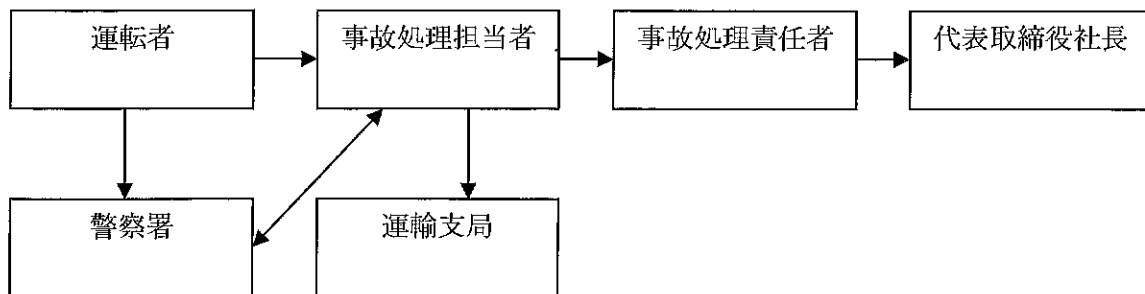 運転者
事故処理担当者
事故処理責任者
代表取締役社長
警察署
運輸支局